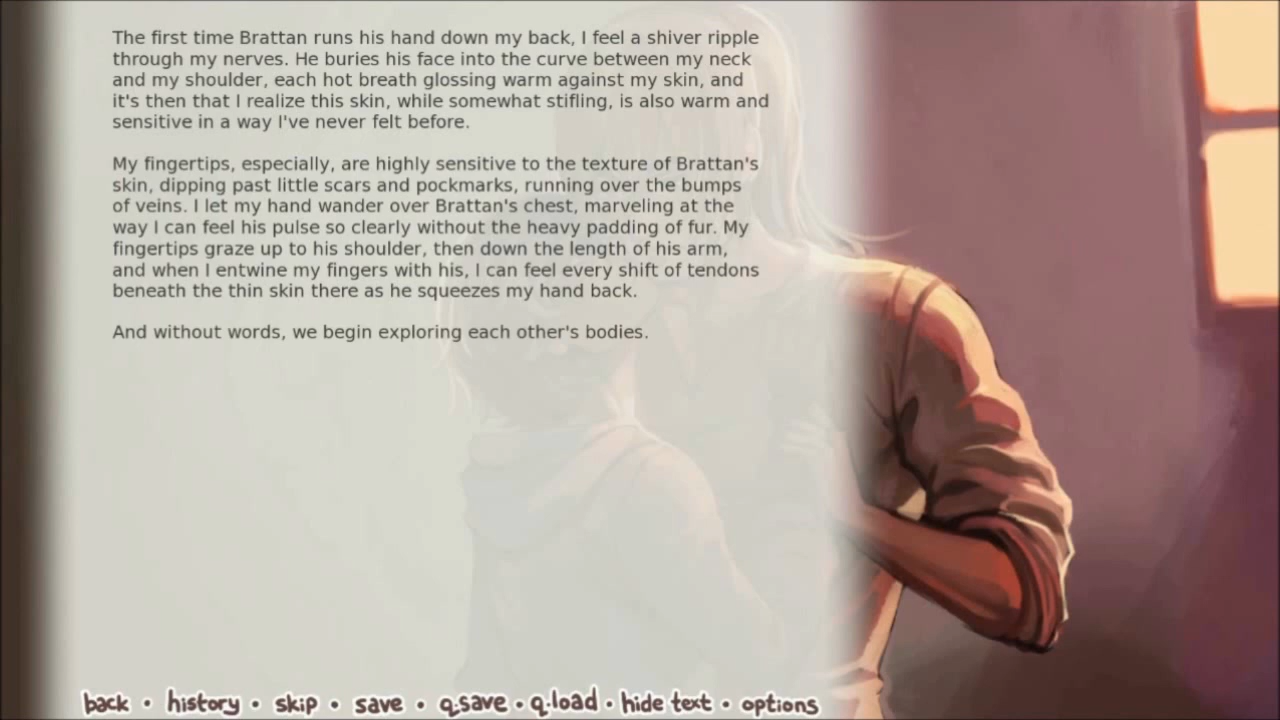 The first time Brattan runs his hand down my back, I feel a shiver ripple
through my nerves. He buries his face into the curve between my neck
and my shoulder, each hot breath glossing warm against my skin, and
it's then that I realize this skin, while somewhat stifling, is also warm and
sensitive in a way I've never felt before.
My fingertips, especially, are highly sensitive to the texture of Brattan's
skin, dipping past little scars and pockmarks, running over the bumps
of veins. I let my hand wander over Brattan's chest, marveling at the
way I can feel his pulse so clearly without the heavy padding of fur. My
fingertips graze up to his shoulder, then down the length of his arm,
and when I entwine my fingers with his, I can feel every shift of tendons
beneath the thin skin there as he squeezes my hand back.
And without words, we begin exploring each other's bodies.
back • history • skip • save • q.save • q.load • hide text • options